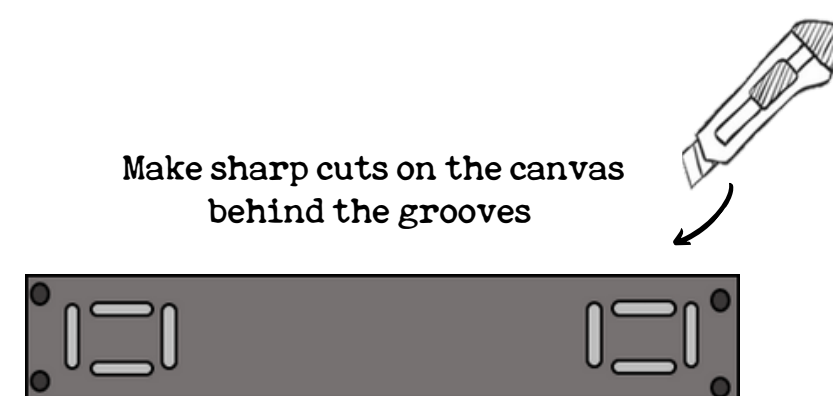 Make sharp cuts on the canvas
behind the grooves